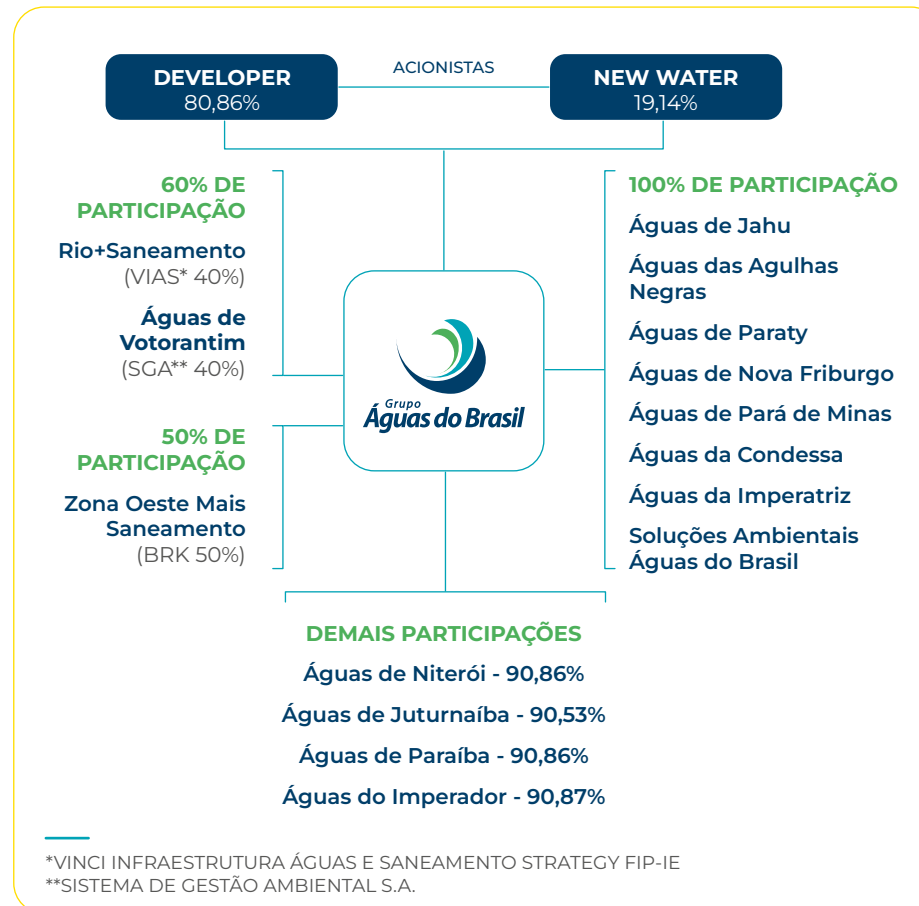 DEVELOPER
80,86%
ACIONISTAS
NEW WATER
19,14%
60% DE
PARTICIPAÇÃO
Rio+Saneamento
(VIAS* 40%)
Águas de
Votorantim
(SGA** 40%)
50% DE
PARTICIPAÇÃO
Zona Oeste Mais
Saneamento
(BRK 50%)
Grupo
Águas do Brasil
100% DE PARTICIPAÇÃO
Águas de Jahu
Águas das Agulhas
Negras
Águas de Paraty
Águas de Nova Friburgo
Águas de Pará de Minas
Águas da Condessa
Águas da Imperatriz
Soluções Ambientais
Águas do Brasil
DEMAIS PARTICIPAÇÕES
Águas de Niterói - 90,86%
Águas de Juturnaíba - 90,53%
Águas de Paraíba - 90,86%
Águas do Imperador - 90,87%
*VINCI INFRAESTRUTURA ÁGUAS E SANEAMENTO STRATEGY FIP-IE
**SISTEMA DE GESTÃO AMBIENTAL S.A.